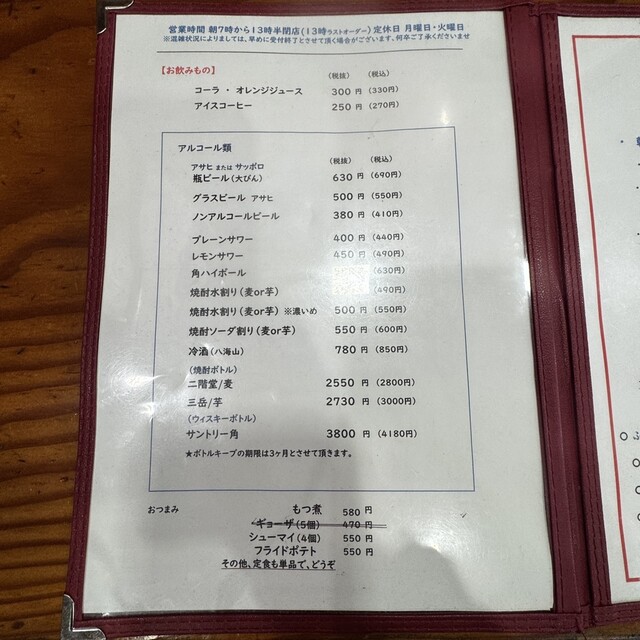 営業時間 朝7時から13時半閉店(13時ラストオーダー)定休日 月曜日・火曜日
※混雑状況によりましては、早めに受付終了とさせて頂く場合がございます、何卒ご了承くださいませ
【お飲みもの】 (税抜) (税込)
コーラ ・ オレンジジュース 300 円 (330円)
アイスコーヒー 250 円 (270円)
アルコール類
アサヒ または サッポロ (税抜) (税込)
瓶ビール(大びん) 630 円 (690円)
グラスビール アサヒ 500 円 (550円)
ノンアルコールビール 380 円 (410円)
プレーンサワー 400 円 (440円)
レモンサワー 450 円 (490円)
角ハイボール (630円)
焼酎水割り(麦or芋) 490円)
焼酎水割り(麦or芋) ※濃いめ 500 円 (550円)
焼酎ソーダ割り(麦or芋) 550 円 (600円)
冷酒(八海山) 780 円 (850円)
(焼酎ボトル)
二階堂/麦 2550 円 (2800円)
三岳/芋 2730 円 (3000円)
(ウィスキーボトル)
サントリー角 3800 円 (4180円)
★ボトルキープの期限は3ヶ月とさせて頂きます。
おつまみ もつ煮 580 円
ギョーザ(5個) 470 円
シューマイ(4個) 550 円
フライドポテト 550 円
その他、定食も単品で、どうぞ